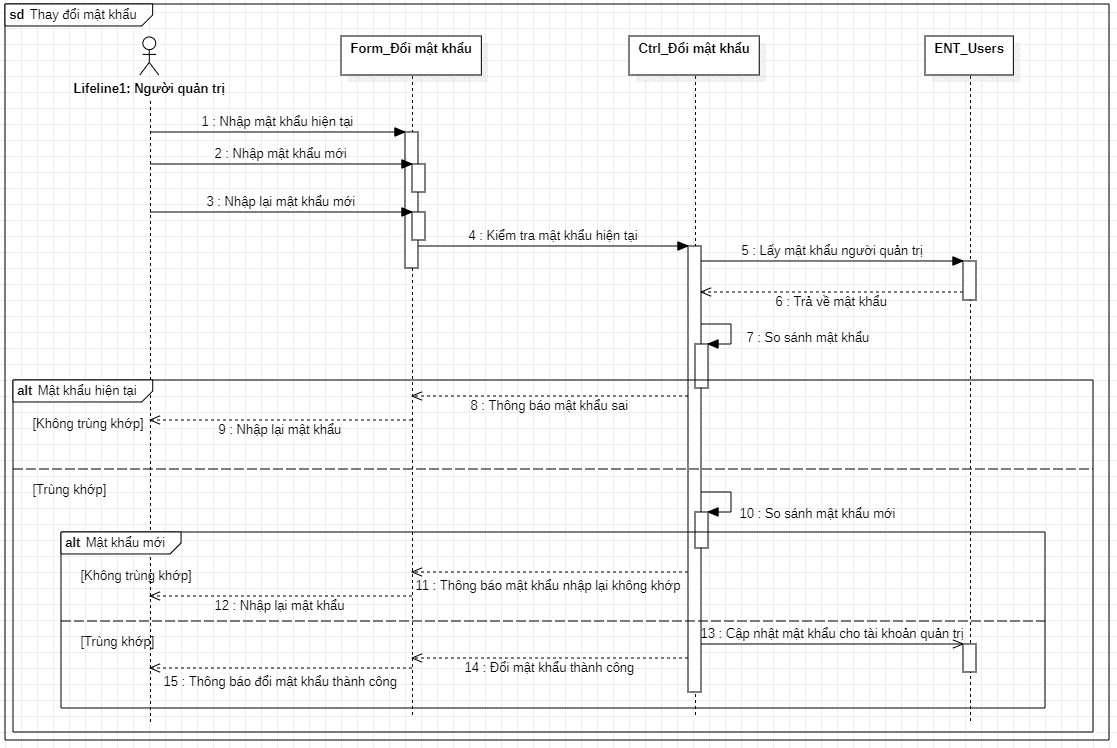 sd Thay đổi mật khẩu
Form_Đổi mật khẩu
Ctrl_Đổi mật khẩu
ENT_Users
Lifeline1: Người quản trị
1 : Nhập mật khẩu hiện tại
2 : Nhập mật khẩu mới
3 : Nhập lại mật khẩu mới
4 : Kiểm tra mật khẩu hiện tại
5 : Lấy mật khẩu người quản trị
6 : Trả về mật khẩu
7 : So sánh mật khẩu
alt Mật khẩu hiện tại
8 : Thông báo mật khẩu sai
[Không trùng khớp]
9 : Nhập lại mật khẩu
[Trùng khớp]
10 : So sánh mật khẩu mới
alt Mật khẩu mới
[Không trùng khớp]
11 : Thông báo mật khẩu nhập lại không khớp
12 : Nhập lại mật khẩu
13 : Cập nhật mật khẩu cho tài khoản quản trị
[Trùng khớp]
14 : Đổi mật khẩu thành công
15 : Thông báo đổi mật khẩu thành công